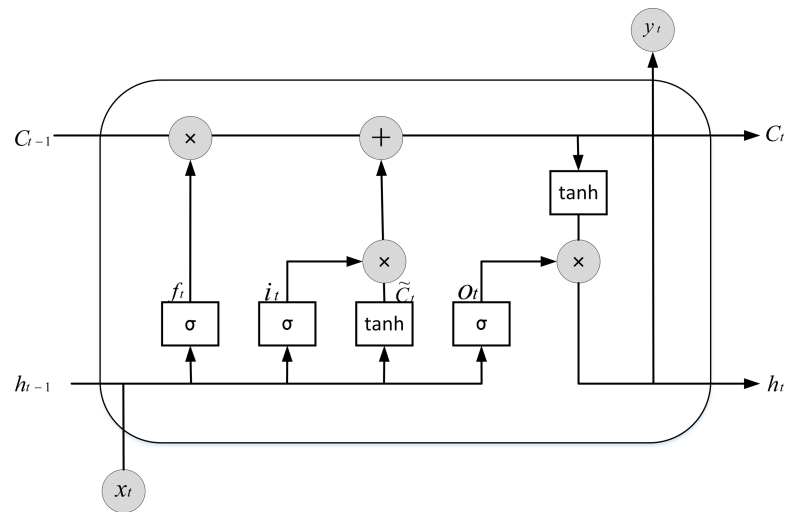 yt
Ct−1
×
+
Ct
tanh
×
×
ft
it
C̃t
Ot
σ
σ
tanh
σ
ht−1
ht
xt